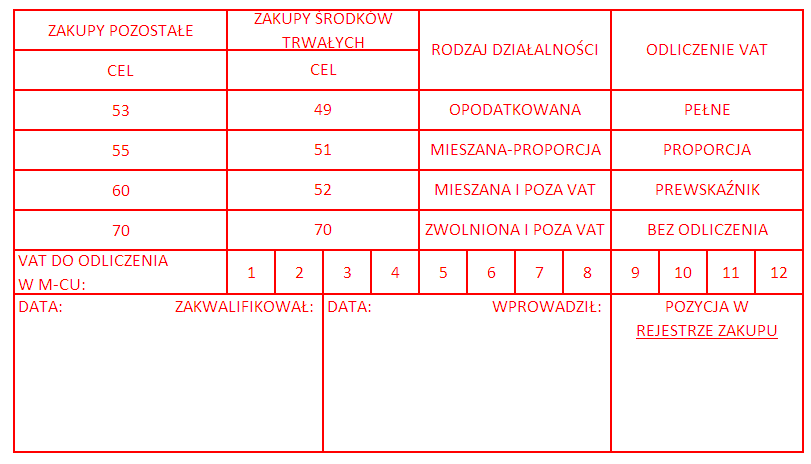 ZAKUPY POZOSTAŁE
ZAKUPY ŚRODKÓW
TRWAŁYCH
RODZAJ DZIAŁALNOŚCI
ODLICZENIE VAT
CEL
CEL
53
49
OPODATKOWANA
PEŁNE
55
51
MIESZANA-PROPORCJA
PROPORCJA
60
52
MIESZANA I POZA VAT
PREWSKAŹNIK
70
70
ZWOLNIONA I POZA VAT
BEZ ODLICZENIA
VAT DO ODLICZENIA
W M-CU:
1
2
3
4
5
6
7
8
9
10
11
12
DATA:
ZAKWALIFIKOWAŁ:
DATA:
WPROWADZIŁ:
POZYCJA W
REJESTRZE ZAKUPU